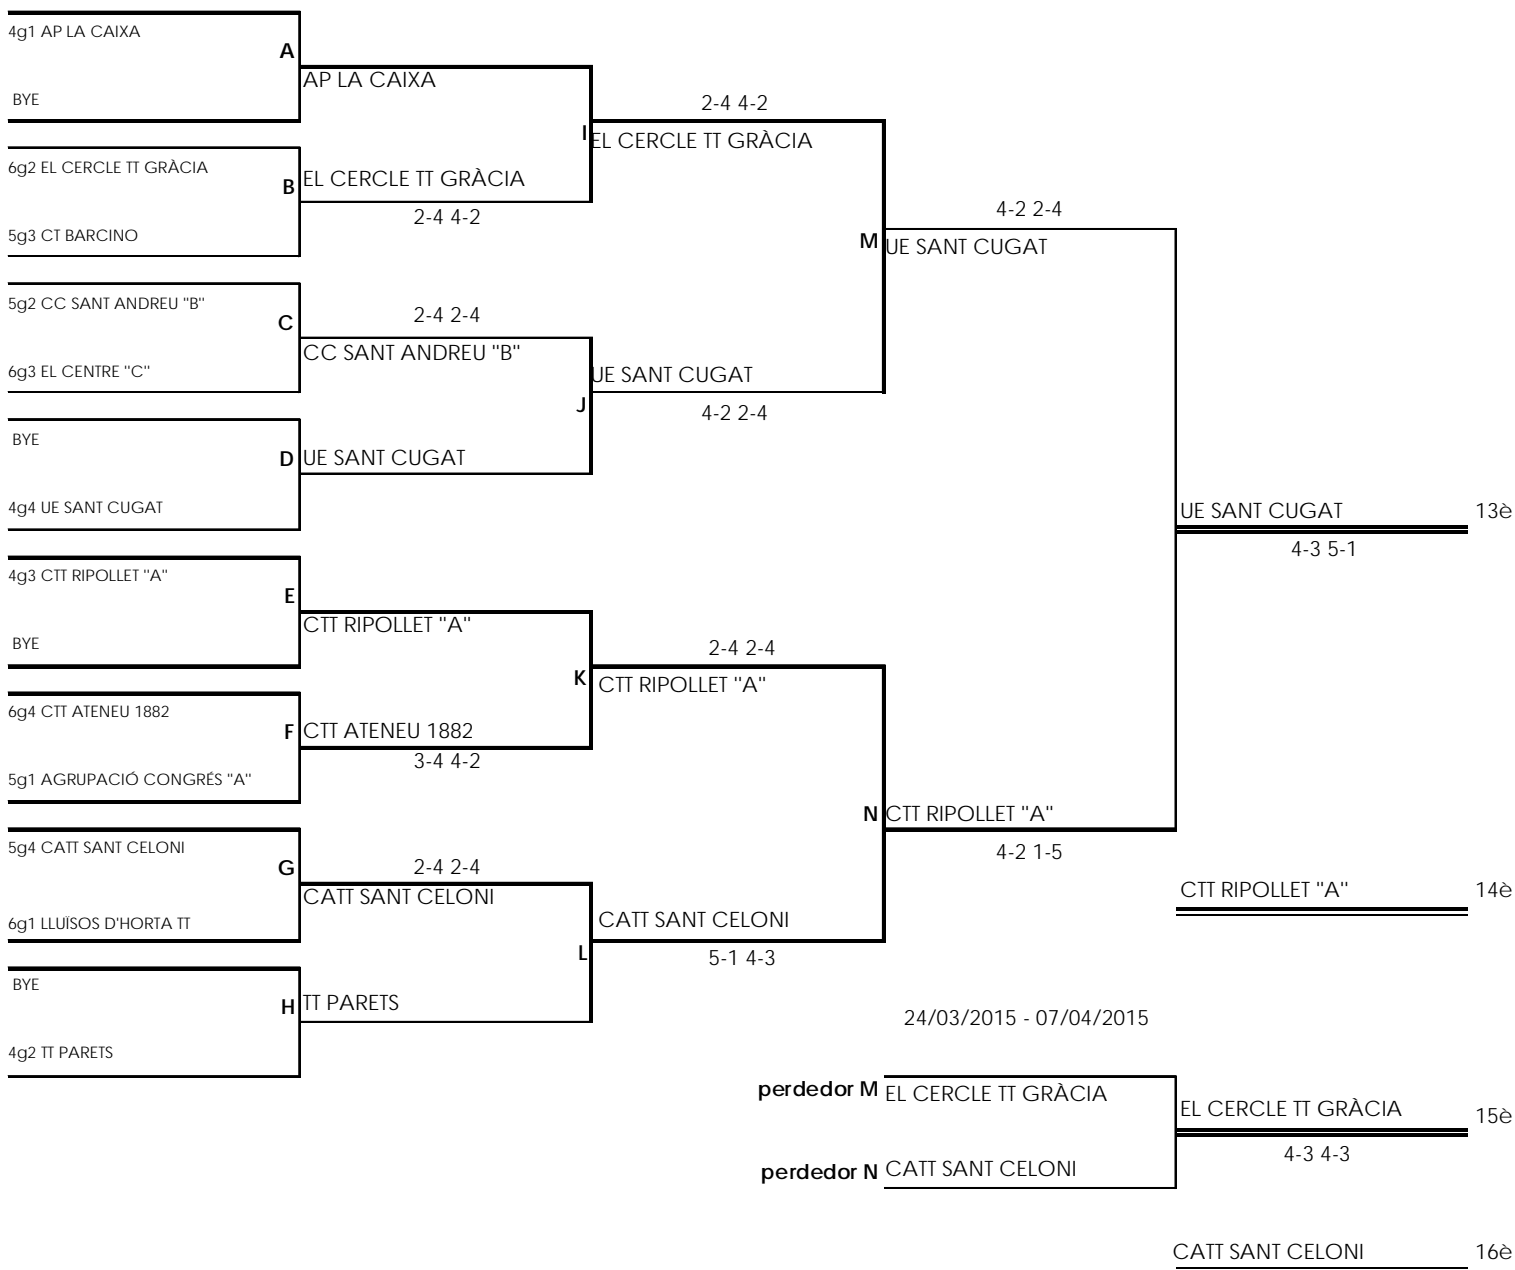 4g1 AP LA CAIXA
A
AP LA CAIXA
BYE
2-4 4-2
I
EL CERCLE TT GRÀCIA
6g2 EL CERCLE TT GRÀCIA
B
EL CERCLE TT GRÀCIA
2-4 4-2
5g3 CT BARCINO
4-2 2-4
M
UE SANT CUGAT
5g2 CC SANT ANDREU "B"
C
2-4 2-4
CC SANT ANDREU "B"
6g3 EL CENTRE "C"
UE SANT CUGAT
J
4-2 2-4
BYE
D
UE SANT CUGAT
4g4 UE SANT CUGAT
UE SANT CUGAT
13è
4-3 5-1
4g3 CTT RIPOLLET "A"
E
CTT RIPOLLET "A"
BYE
2-4 2-4
K
CTT RIPOLLET "A"
6g4 CTT ATENEU 1882
F
CTT ATENEU 1882
3-4 4-2
5g1 AGRUPACIÓ CONGRÉS "A"
N
CTT RIPOLLET "A"
4-2 1-5
5g4 CATT SANT CELONI
G
2-4 2-4
CATT SANT CELONI
CTT RIPOLLET "A"
14è
6g1 LLUÏSOS D'HORTA TT
CATT SANT CELONI
L
5-1 4-3
BYE
H
TT PARETS
24/03/2015 - 07/04/2015
4g2 TT PARETS
perdedor M
EL CERCLE TT GRÀCIA
EL CERCLE TT GRÀCIA
15è
4-3 4-3
perdedor N
CATT SANT CELONI
CATT SANT CELONI
16è